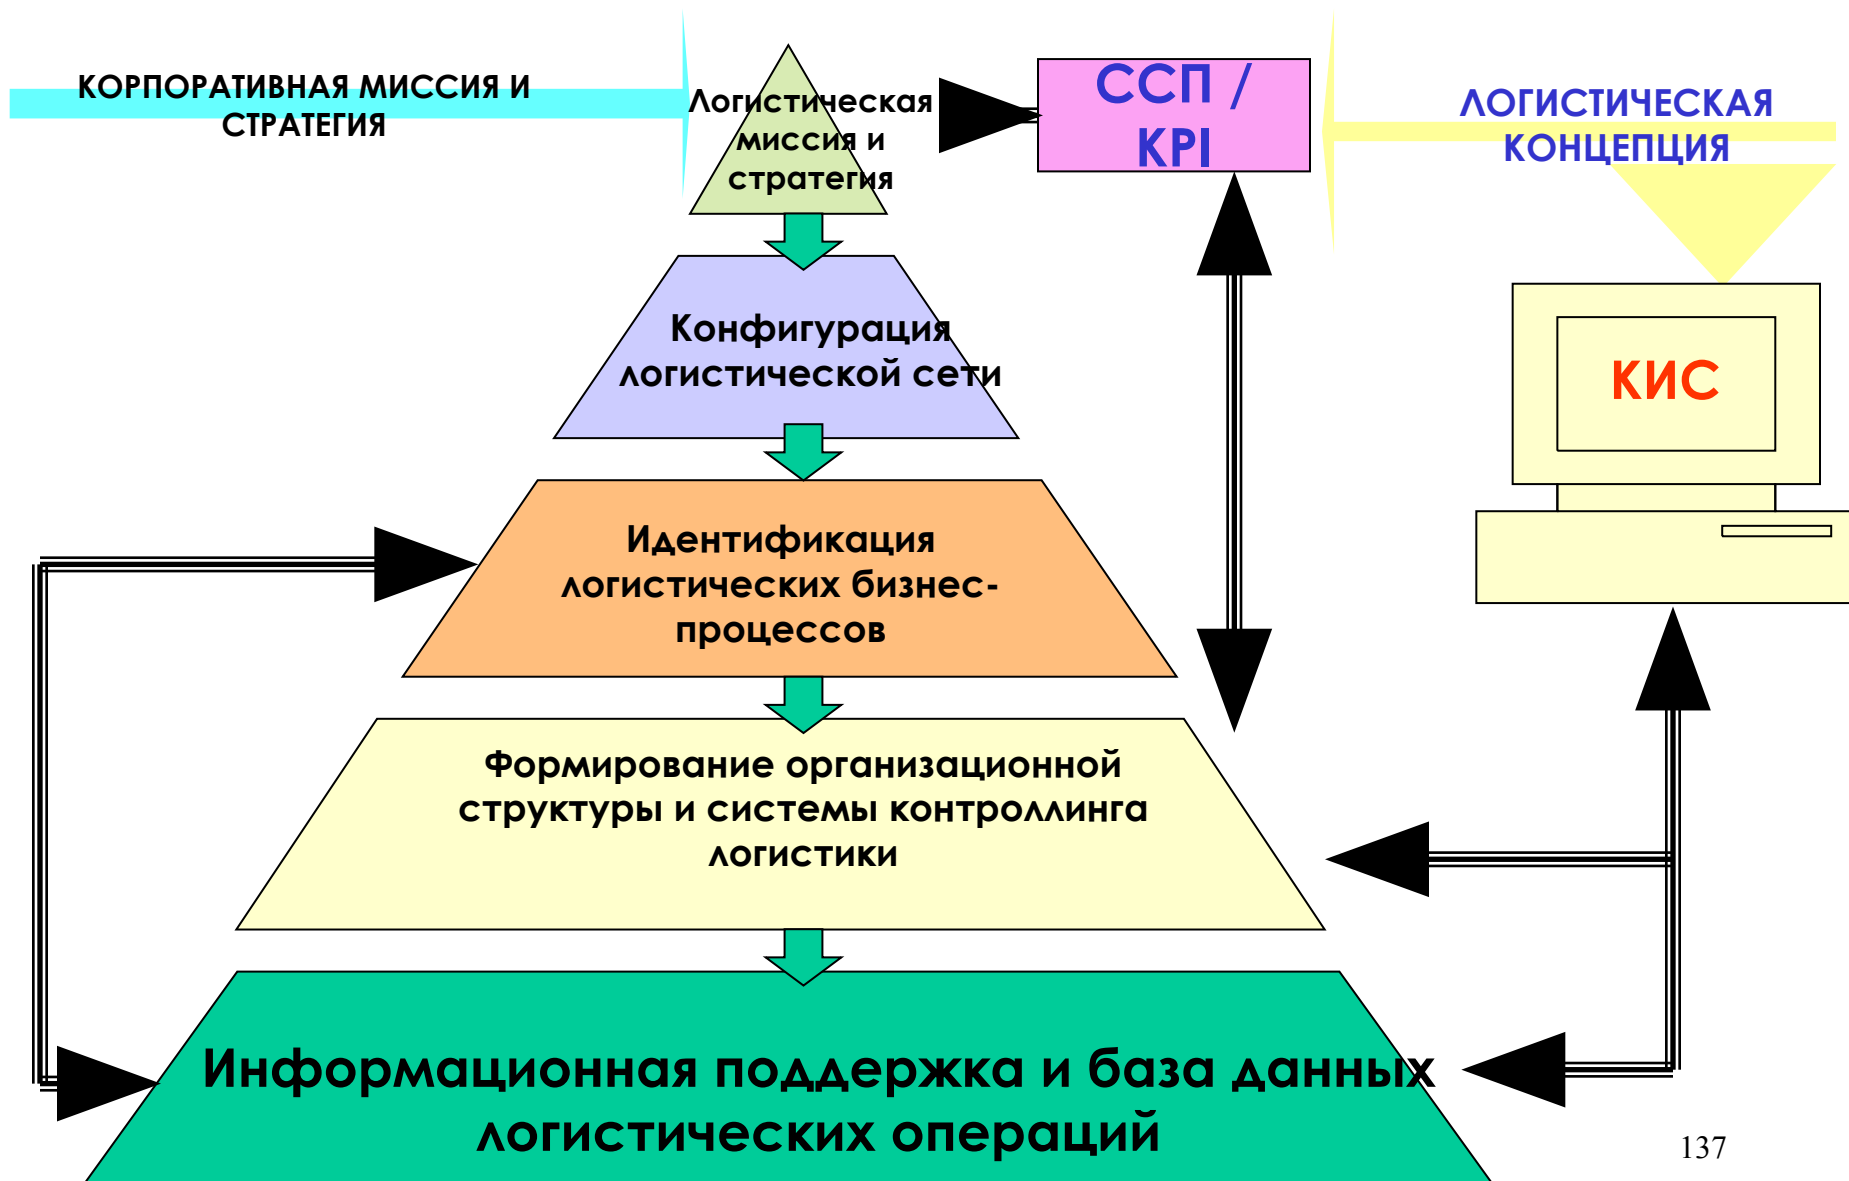 КОРПОРАТИВНАЯ МИССИЯ И
СТРАТЕГИЯ
Логистическая
миссия и
стратегия
ССП /
KPI
ЛОГИСТИЧЕСКАЯ
КОНЦЕПЦИЯ
Конфигурация
логистической сети
КИС
Идентификация
логистических бизнес-
процессов
Формирование организационной
структуры и системы контроллинга
логистики
Информационная поддержка и база данных
логистических операций
137